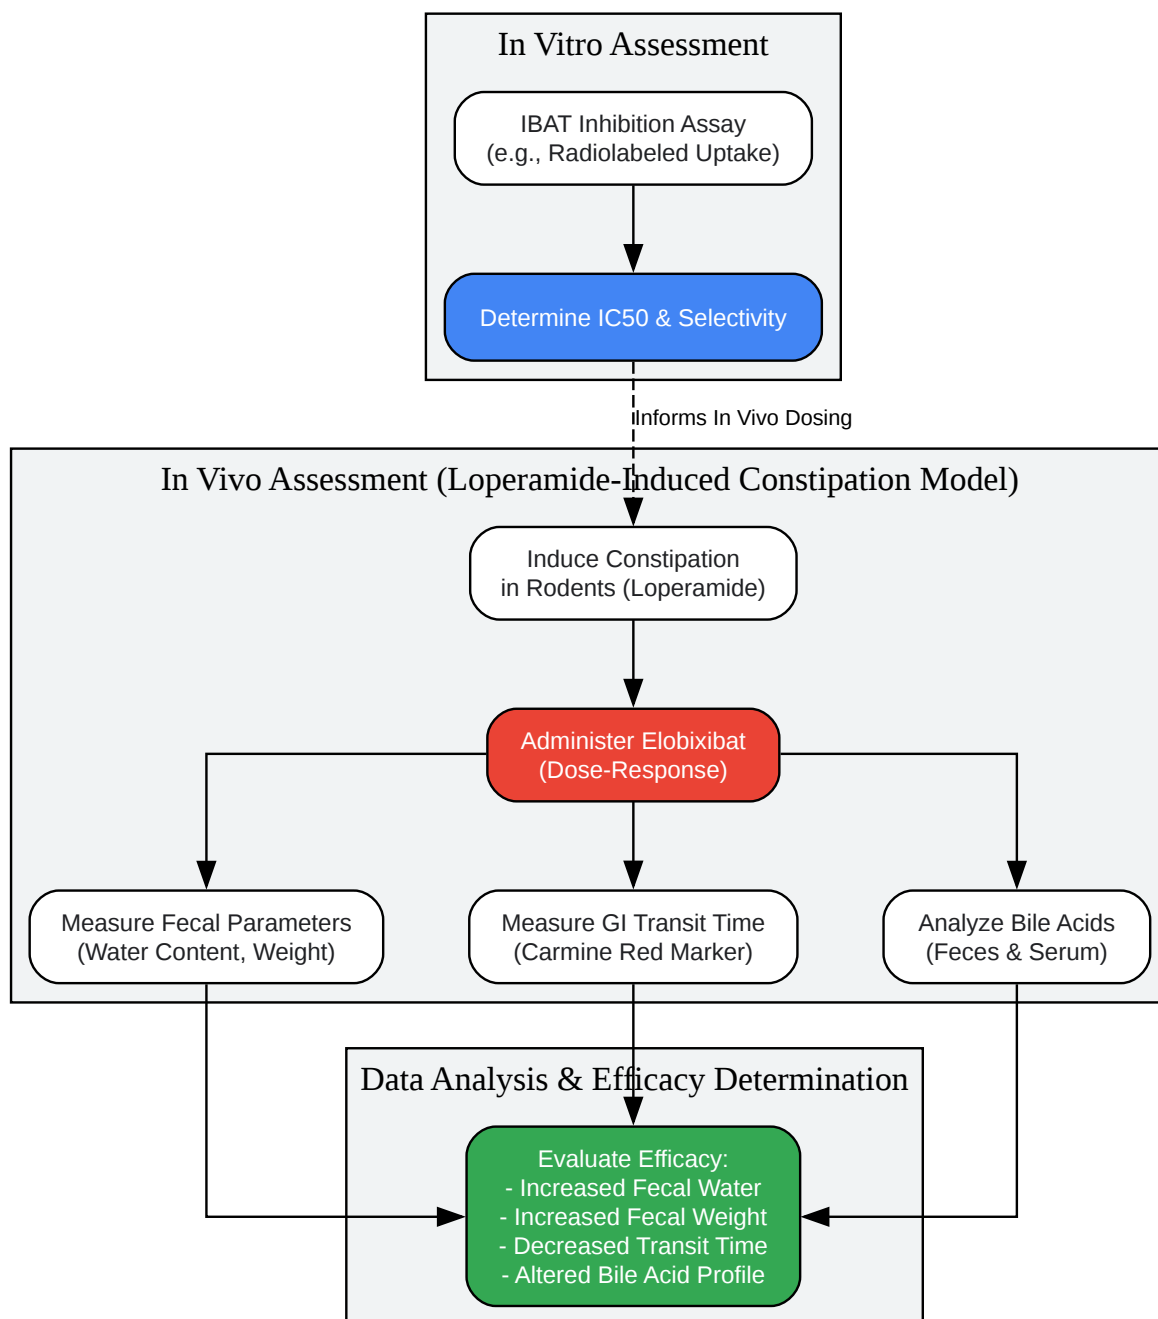 In Vitro Assessment
IBAT Inhibition Assay
(e.g., Radiolabeled Uptake)
Determine IC50 & Selectivity
Informs In Vivo Dosing
In Vivo Assessment (Loperamide-Induced Constipation Model)
Induce Constipation
in Rodents (Loperamide)
Administer Elobixibat
(Dose-Response)
Measure Fecal Parameters
(Water Content, Weight)
Measure GI Transit Time
(Carmine Red Marker)
Analyze Bile Acids
(Feces & Serum)
Data Analysis & Efficacy Determination
Evaluate Efficacy:
- Increased Fecal Water
- Increased Fecal Weight
- Decreased Transit Time
- Altered Bile Acid Profile